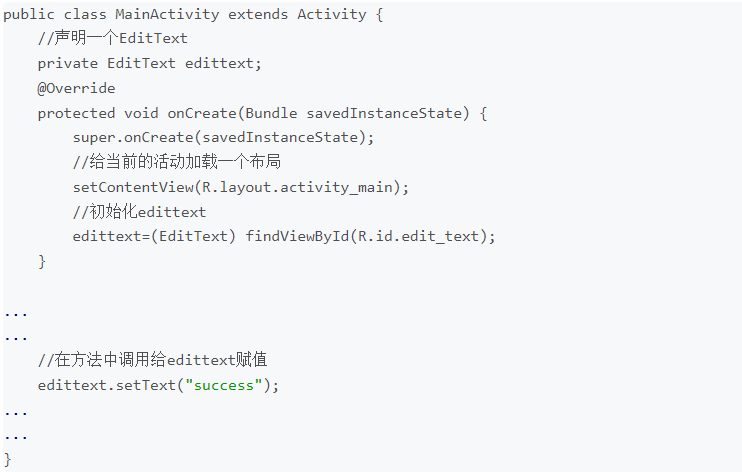 public class MainActivity extends Activity {
    //声明一个EditText
    private EditText edittext;
    @Override
    protected void onCreate(Bundle savedInstanceState) {
        super.onCreate(savedInstanceState);
        //给当前的活动加载一个布局
        setContentView(R.layout.activity_main);
        //初始化edittext
        edittext=(EditText) findViewById(R.id.edit_text);
    }
...
...
    //在方法中调用给edittext赋值
    edittext.setText("success");
...
...
}